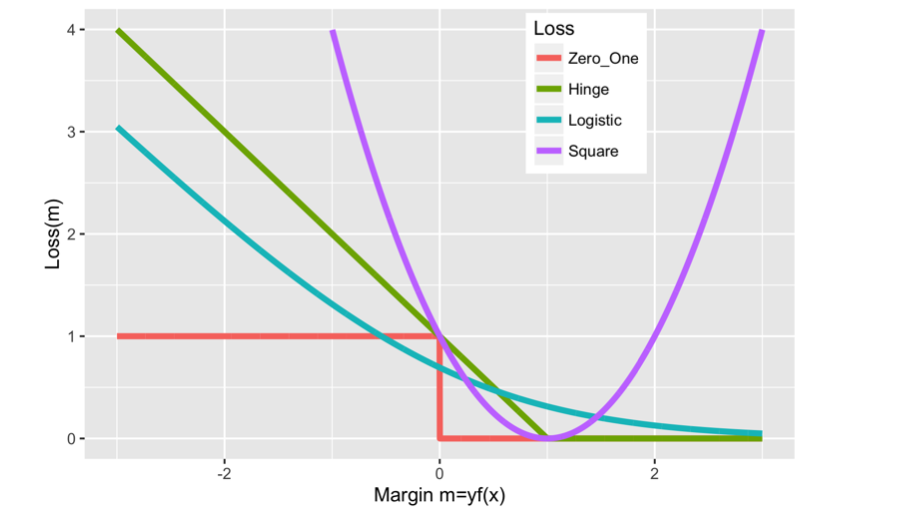 Loss
Zero_One
Hinge
Logistic
Square
4
3
2
1
0
Loss(m)
-2 0 2
Margin m=yf(x)